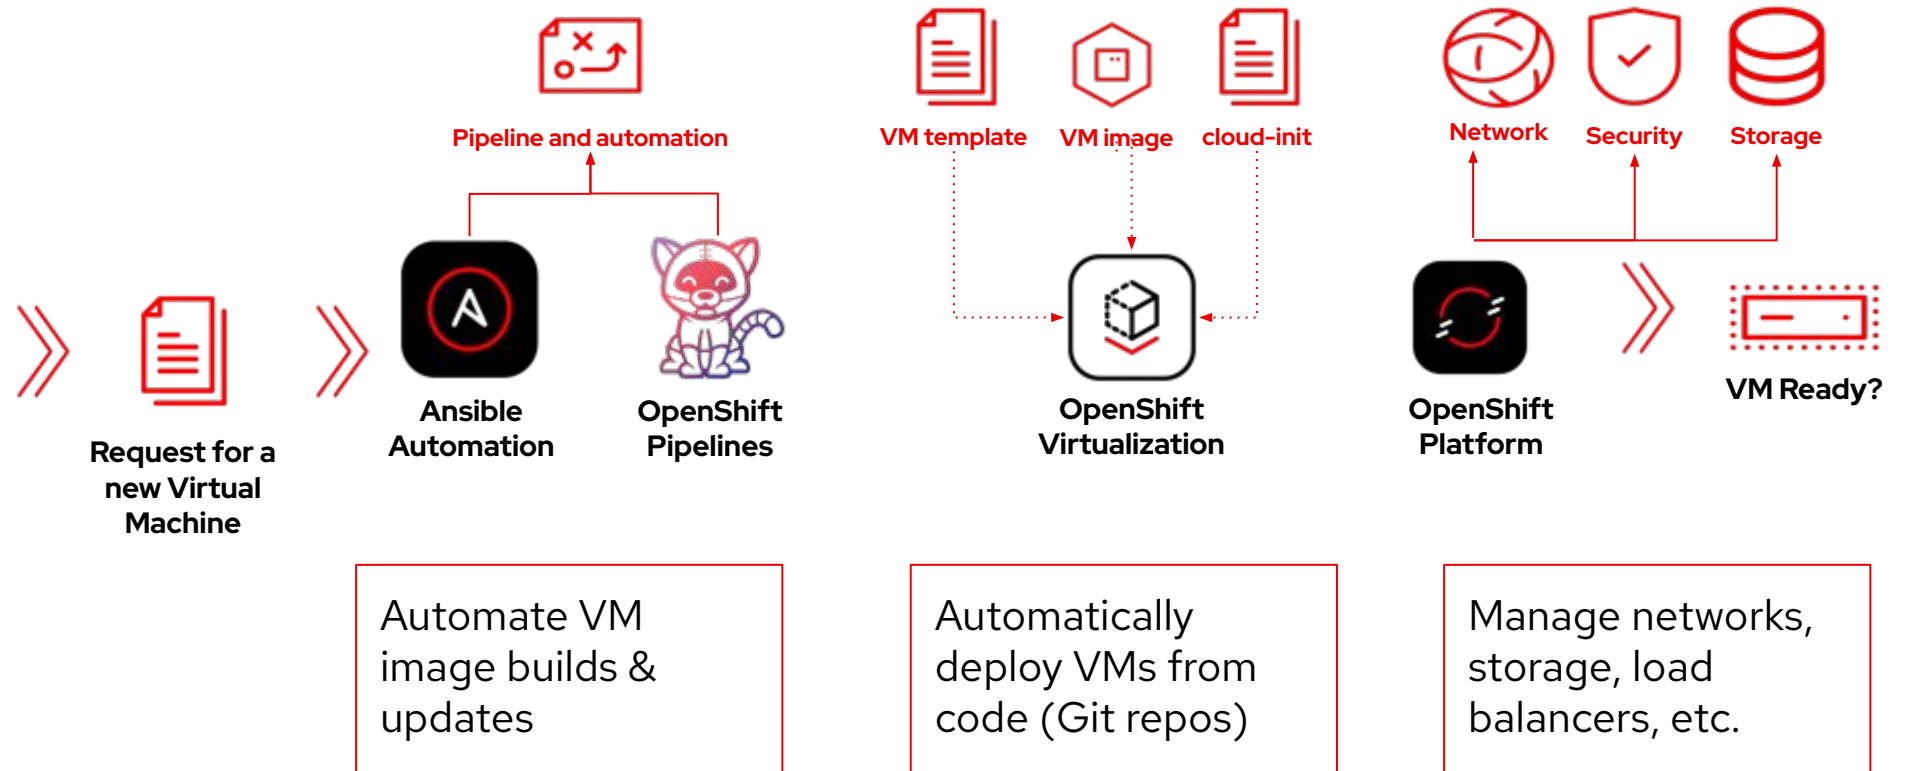 Pipeline and automation
VM template
VM image
cloud-init
Network
Security
Storage
Request for a
new Virtual
Machine
Ansible
Automation
OpenShift
Pipelines
OpenShift
Virtualization
OpenShift
Platform
VM Ready?
Automate VM
image builds &
updates
Automatically
deploy VMs from
code (Git repos)
Manage networks,
storage, load
balancers, etc.